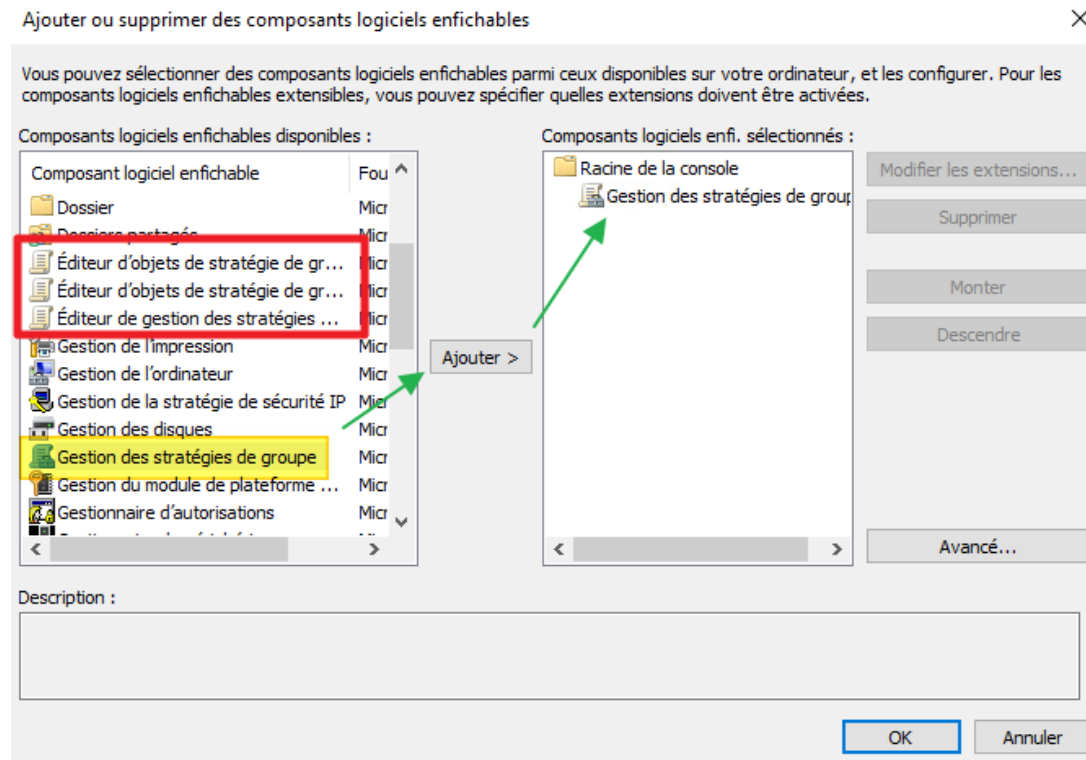 Ajouter ou supprimer des composants logiciels enfichables
Vous pouvez sélectionner des composants logiciels enfichables parmi ceux disponibles sur votre ordinateur, et les configurer. Pour les
composants logiciels enfichables extensibles, vous pouvez spécifier quelles extensions doivent être activées.
Composants logiciels enfichables disponibles :
Composant logiciel enfichable Fou
Dossier Micr
Dossiers partagés Micr
Éditeur d'objets de stratégie de gr... Micr
Éditeur d'objets de stratégie de gr... Micr
Éditeur de gestion des stratégies ... Micr
Gestion de l'impression Micr
Gestion de l'ordinateur Micr
Gestion de la stratégie de sécurité IP Micr
Gestion des disques Micr
Gestion des stratégies de groupe Micr
Gestion du module de plateforme ... Micr
Gestionnaire d'autorisations Micr
Ajouter >
Composants logiciels enfi. sélectionnés :
Racine de la console
Gestion des stratégies de group
Modifier les extensions...
Supprimer
Monter
Descendre
Avancé...
Description :
OK
Annuler